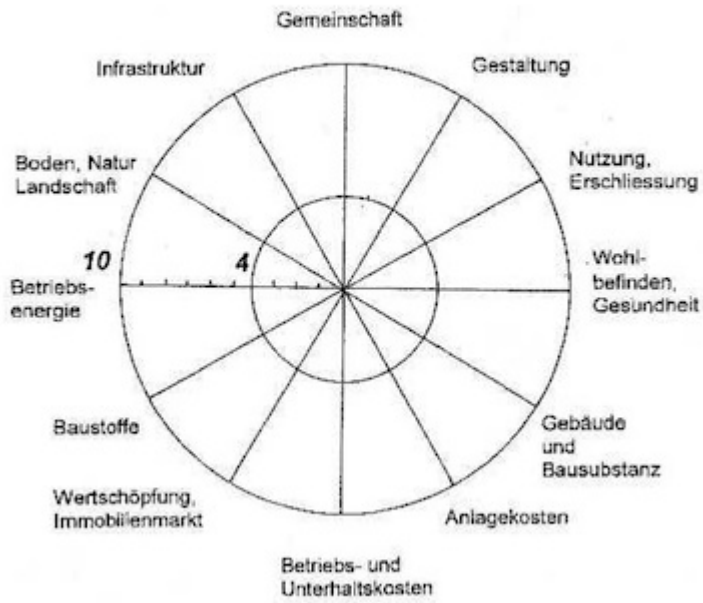 Gemeinschaft
Infrastruktur
Gestaltung
Boden, Natur
Landschaft
Nutzung,
Erschliessung
10
4
Betriebs-
energie
Wohl-
befinden,
Gesundheit
Baustoffe
Gebäude
und
Bausubstanz
Wertschöpfung,
Immobilienmarkt
Anlagekosten
Betriebs- und
Unterhaltskosten